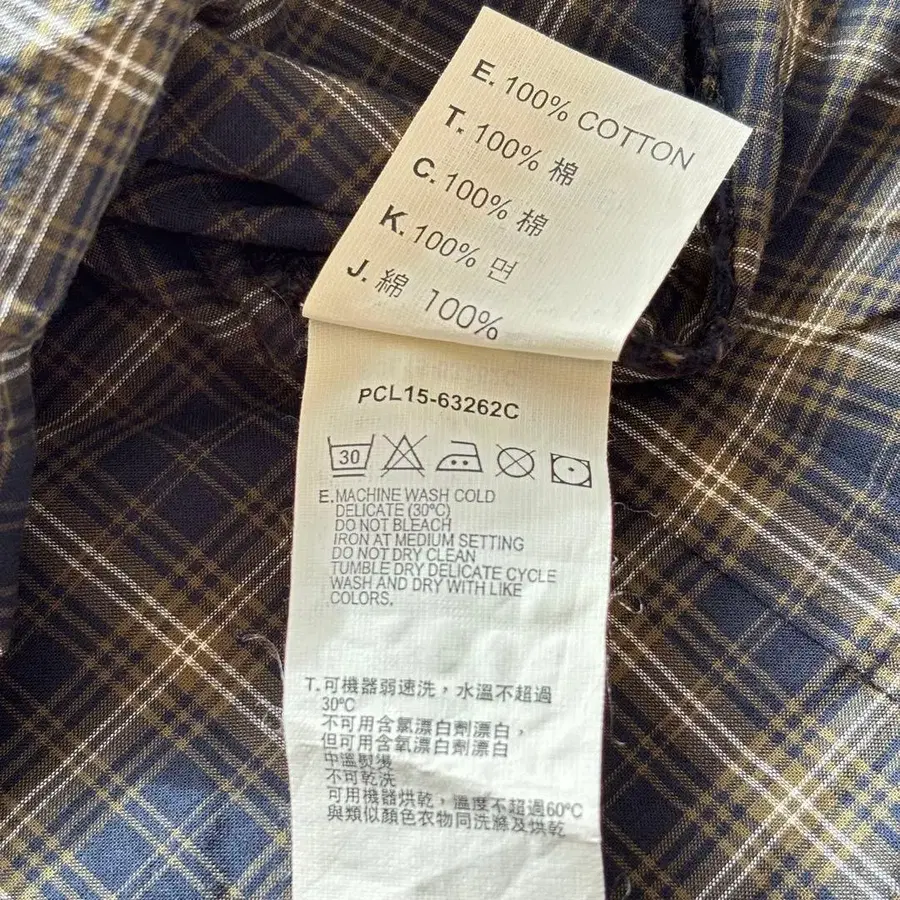 E. 100% COTTON
T. 100% 棉
C. 100% 棉
K. 100% 면
J. 綿 100%
PCL15-63262C
30
E. MACHINE WASH COLD
DELICATE (30ºC)
DO NOT BLEACH
IRON AT MEDIUM SETTING
DO NOT DRY CLEAN
TUMBLE DRY DELICATE CYCLE
WASH AND DRY WITH LIKE
COLORS.
T. 可機器弱速洗，水溫不超過
30ºC
不可用含氯漂白劑漂白，
但可用含氧漂白劑漂白
中溫熨燙
不可乾洗
可用機器烘乾，溫度不超過60ºC
與類似顏色衣物同洗滌及烘乾